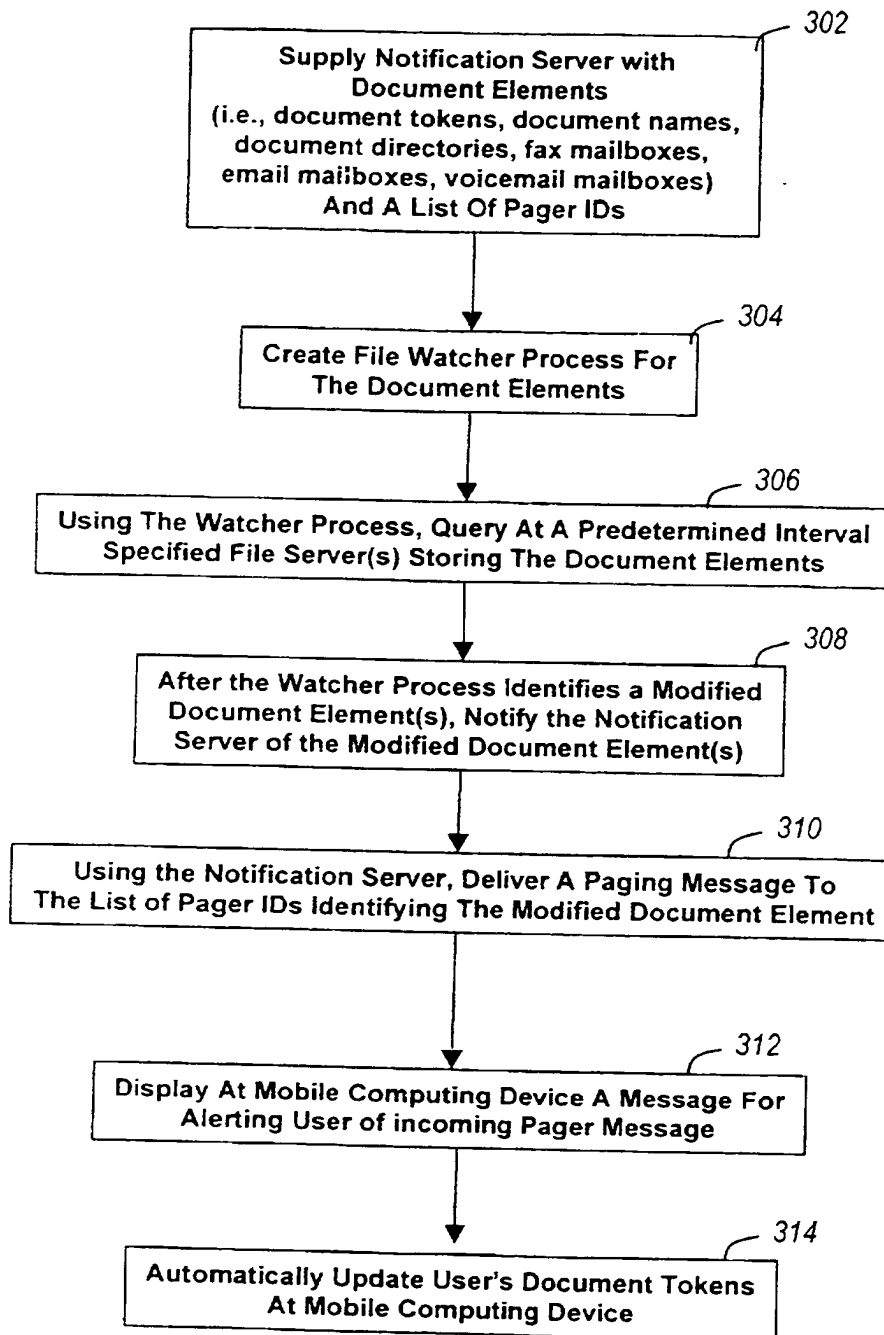 302
Supply Notification Server with
Document Elements
(i.e., document tokens, document names,
document directories, fax mailboxes,
email mailboxes, voicemail mailboxes)
And A List Of Pager IDs
304
Create File Watcher Process For
The Document Elements
306
Using The Watcher Process, Query At A Predetermined Interval
Specified File Server(s) Storing The Document Elements
308
After the Watcher Process Identifies a Modified
Document Element(s), Notify the Notification
Server of the Modified Document Element(s)
310
Using the Notification Server, Deliver A Paging Message To
The List of Pager IDs Identifying The Modified Document Element
312
Display At Mobile Computing Device A Message For
Alerting User of incoming Pager Message
314
Automatically Update User's Document Tokens
At Mobile Computing Device